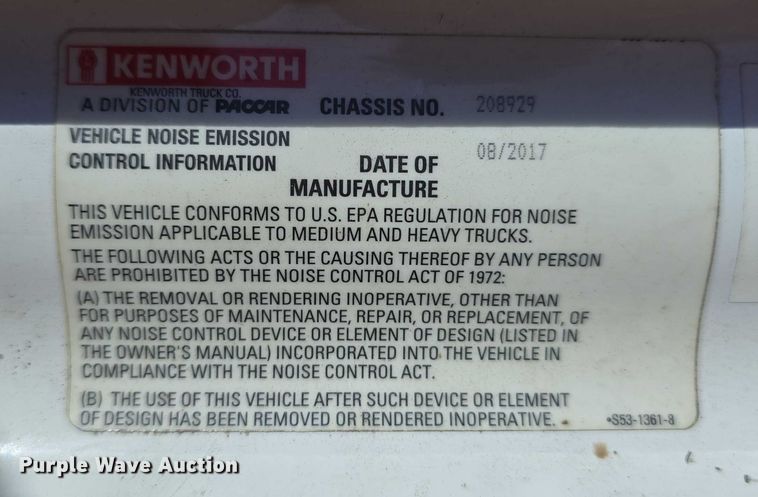 KENWORTH
KENWORTH TRUCK CO.
A DIVISION OF PACCAR CHASSIS NO. 208929
VEHICLE NOISE EMISSION
CONTROL INFORMATION DATE OF
MANUFACTURE 08/2017
THIS VEHICLE CONFORMS TO U.S. EPA REGULATION FOR NOISE
EMISSION APPLICABLE TO MEDIUM AND HEAVY TRUCKS.
THE FOLLOWING ACTS OR THE CAUSING THEREOF BY ANY PERSON
ARE PROHIBITED BY THE NOISE CONTROL ACT OF 1972:
(A) THE REMOVAL OR RENDERING INOPERATIVE, OTHER THAN
FOR PURPOSES OF MAINTENANCE, REPAIR, OR REPLACEMENT, OF
ANY NOISE CONTROL DEVICE OR ELEMENT OF DESIGN (LISTED IN
THE OWNER'S MANUAL) INCORPORATED INTO THE VEHICLE IN
COMPLIANCE WITH THE NOISE CONTROL ACT.
(B) THE USE OF THIS VEHICLE AFTER SUCH DEVICE OR ELEMENT
OF DESIGN HAS BEEN REMOVED OR RENDERED INOPERATIVE. •S53-1361-8
Purple Wave Auction